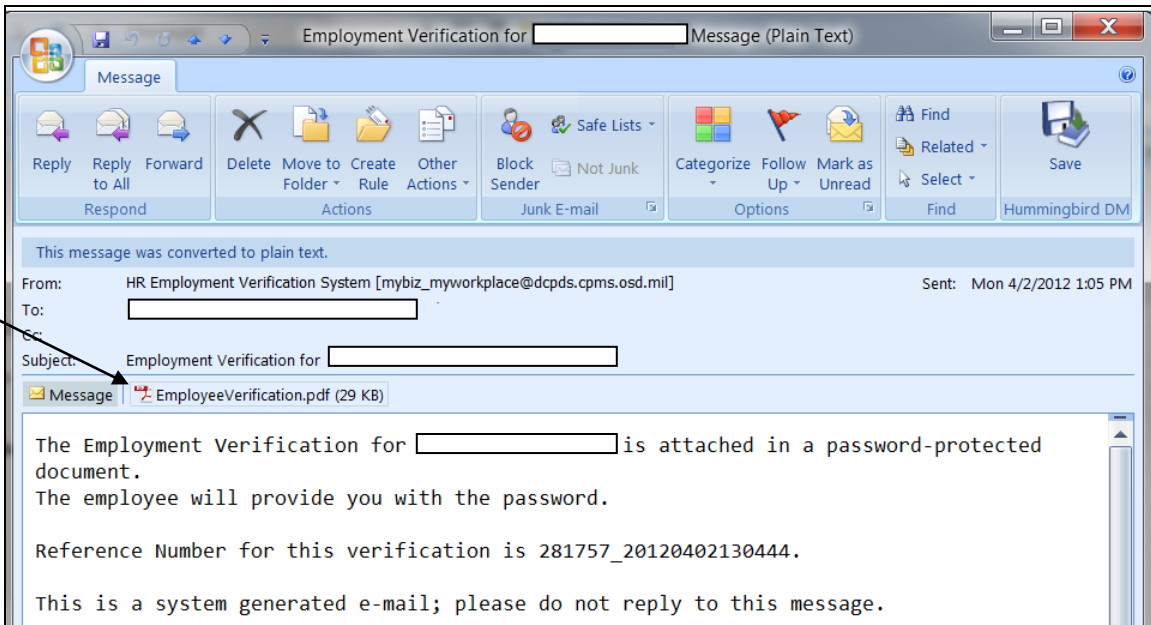 Employment Verification for Message (Plain Text)
Message
Reply Reply to All Forward
Respond
Delete Move to Folder Create Rule Other Actions
Actions
Block Sender Safe Lists Not Junk
Junk E-mail
Categorize Follow Up Mark as Unread
Options
Find
Related
Select
Find
Save
Hummingbird DM
This message was converted to plain text.
From: HR Employment Verification System [mybiz_myworkplace@dcpds.cpms.osd.mil] Sent: Mon 4/2/2012 1:05 PM
To:
Cc:
Subject: Employment Verification for
Message EmployeeVerification.pdf (29 KB)
The Employment Verification for is attached in a password-protected
document.
The employee will provide you with the password.
Reference Number for this verification is 281757_20120402130444.
This is a system generated e-mail; please do not reply to this message.